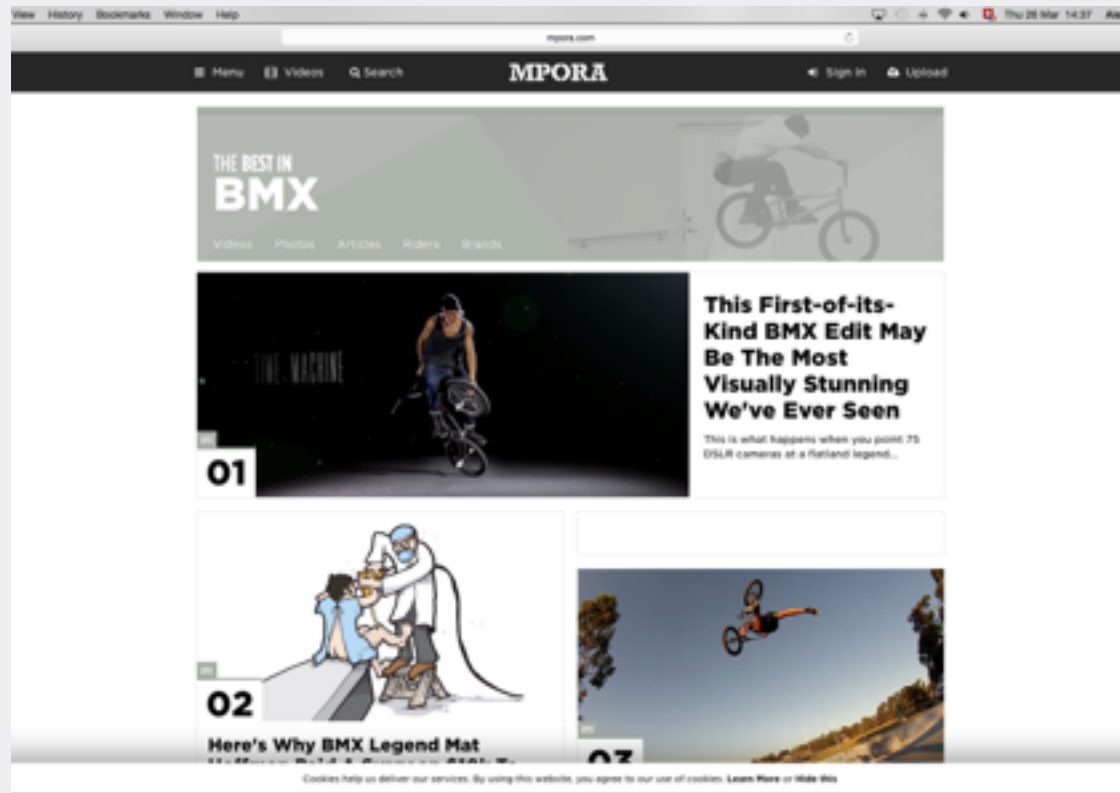 View History Bookmarks Window Help
Thu 26 Mar 14:37
mpora.com
Menu Videos Search MPORA Sign In Upload
THE BEST IN
BMX
Videos Photos Articles Riders Brands
TIME MACHINE
01
This First-of-its-
Kind BMX Edit May
Be The Most
Visually Stunning
We've Ever Seen
This is what happens when you point 75
DSLR cameras at a flatland legend...
02
Here's Why BMX Legend Mat
03
Cookies help us deliver our services. By using this website, you agree to our use of cookies. Learn More or Hide this